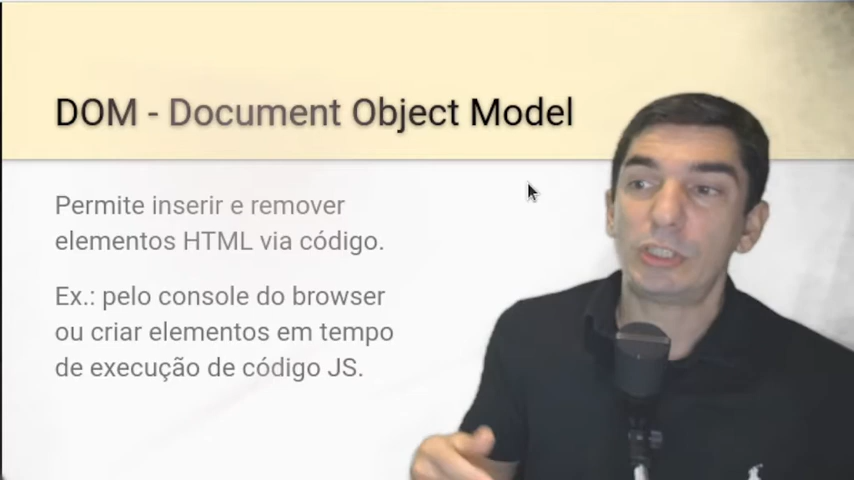 DOM - Document Object Model
Permite inserir e remover
elementos HTML via código.
Ex.: pelo console do browser
ou criar elementos em tempo
de execução de código JS.